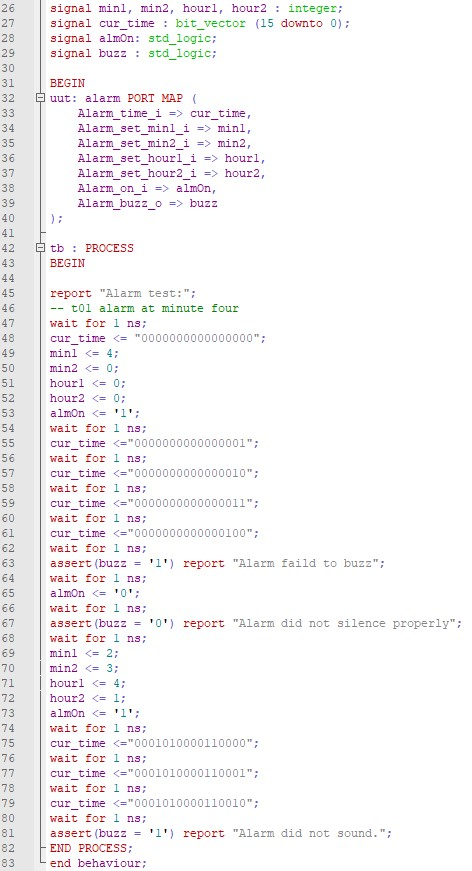 26 signal min1, min2, hour1, hour2 : integer;
27 signal cur_time : bit_vector (15 downto 0);
28 signal almOn: std_logic;
29 signal buzz : std_logic;
30
31 BEGIN
32 uut: alarm PORT MAP (
33 Alarm_time_i => cur_time,
34 Alarm_set_min1_i => min1,
35 Alarm_set_min2_i => min2,
36 Alarm_set_hour1_i => hour1,
37 Alarm_set_hour2_i => hour2,
38 Alarm_on_i => almOn,
39 Alarm_buzz_o => buzz
40 );
41
42 tb : PROCESS
43 BEGIN
44
45 report "Alarm test:";
46 -- t01 alarm at minute four
47 wait for 1 ns;
48 cur_time <= "0000000000000000";
49 min1 <= 4;
50 min2 <= 0;
51 hour1 <= 0;
52 hour2 <= 0;
53 almOn <= '1';
54 wait for 1 ns;
55 cur_time <="0000000000000001";
56 wait for 1 ns;
57 cur_time <="0000000000000010";
58 wait for 1 ns;
59 cur_time <="0000000000000011";
60 wait for 1 ns;
61 cur_time <="0000000000000100";
62 wait for 1 ns;
63 assert(buzz = '1') report "Alarm faild to buzz";
64 wait for 1 ns;
65 almOn <= '0';
66 wait for 1 ns;
67 assert(buzz = '0') report "Alarm did not silence properly";
68 wait for 1 ns;
69 min1 <= 2;
70 min2 <= 3;
71 hour1 <= 4;
72 hour2 <= 1;
73 almOn <= '1';
74 wait for 1 ns;
75 cur_time <="0001010000110000";
76 wait for 1 ns;
77 cur_time <="0001010000110001";
78 wait for 1 ns;
79 cur_time <="0001010000110010";
80 wait for 1 ns;
81 assert(buzz = '1') report "Alarm did not sound.";
82 END PROCESS;
83 end behaviour;